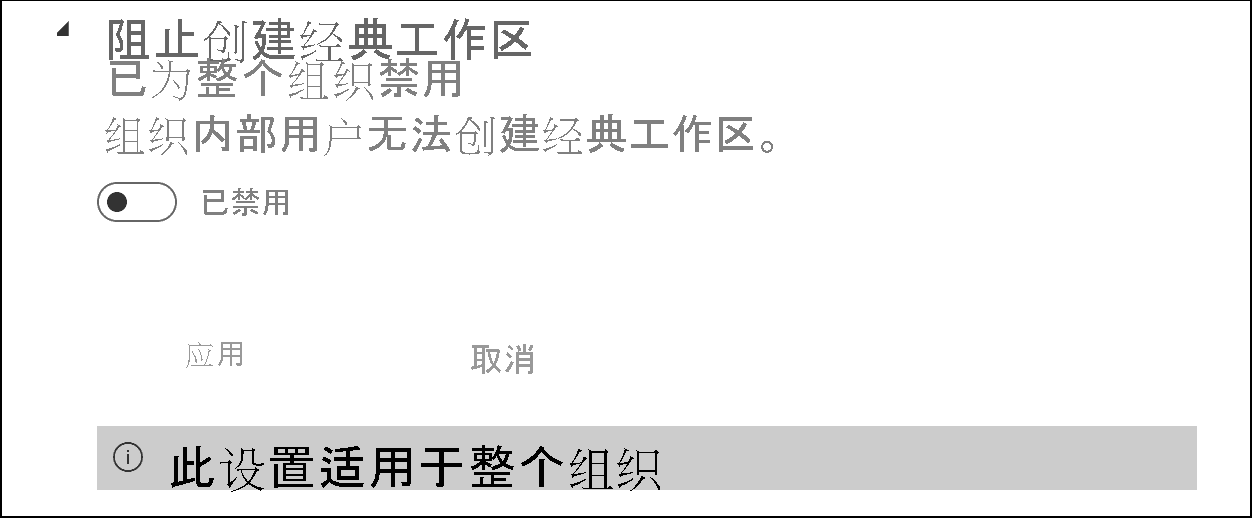 阻止创建经典工作区
已为整个组织禁用
组织内部用户无法创建经典工作区。
已禁用
应用 取消
此设置适用于整个组织